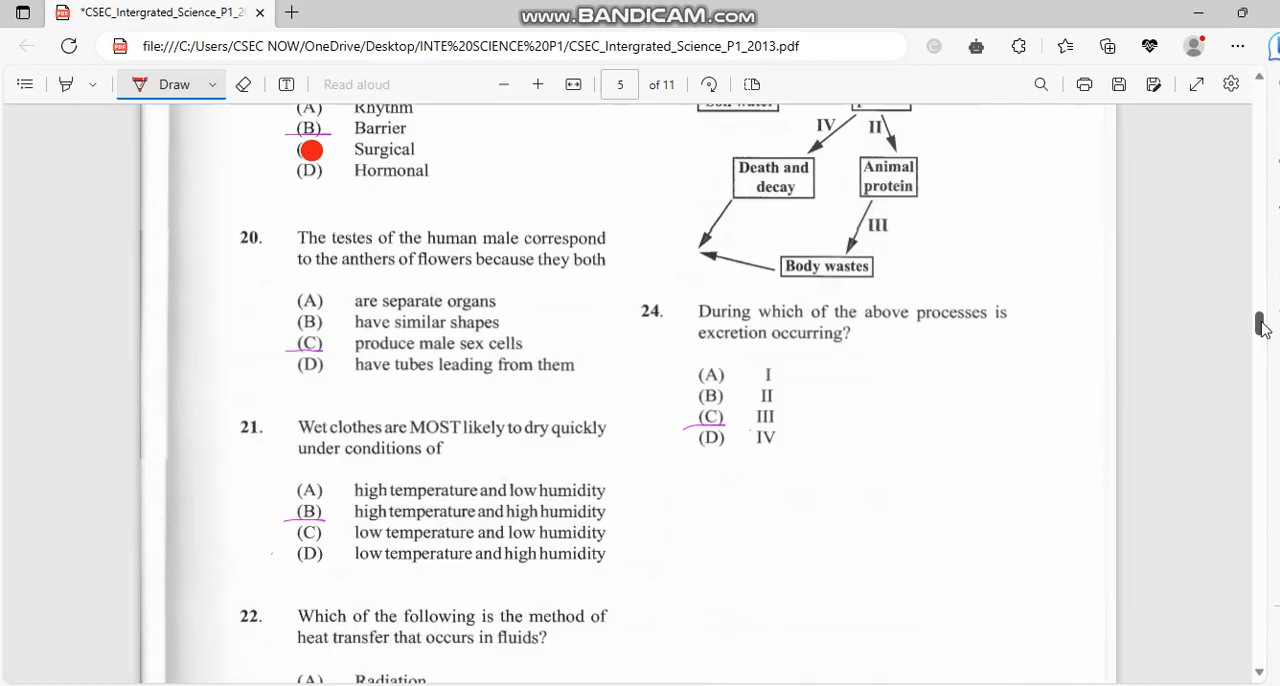 *CSEC_Intergrated_Science_P1_20
www.BANDICAM.com
file:///C:/Users/CSEC NOW/OneDrive/Desktop/INTE%20SCIENCE%20P1/CSEC_Intergrated_Science_P1_2013.pdf
Draw
Read aloud
5
of 11
(A) Rhythm
(B) Barrier
Surgical
(D) Hormonal
20. The testes of the human male correspond
to the anthers of flowers because they both
(A) are separate organs
(B) have similar shapes
(C) produce male sex cells
(D) have tubes leading from them
21. Wet clothes are MOST likely to dry quickly
under conditions of
(A) high temperature and low humidity
(B) high temperature and high humidity
(C) low temperature and low humidity
(D) low temperature and high humidity
22. Which of the following is the method of
heat transfer that occurs in fluids?
(A) Radiation
IV
II
Death and
decay
Animal
protein
III
Body wastes
24. During which of the above processes is
excretion occurring?
(A) I
(B) II
(C) III
(D) IV